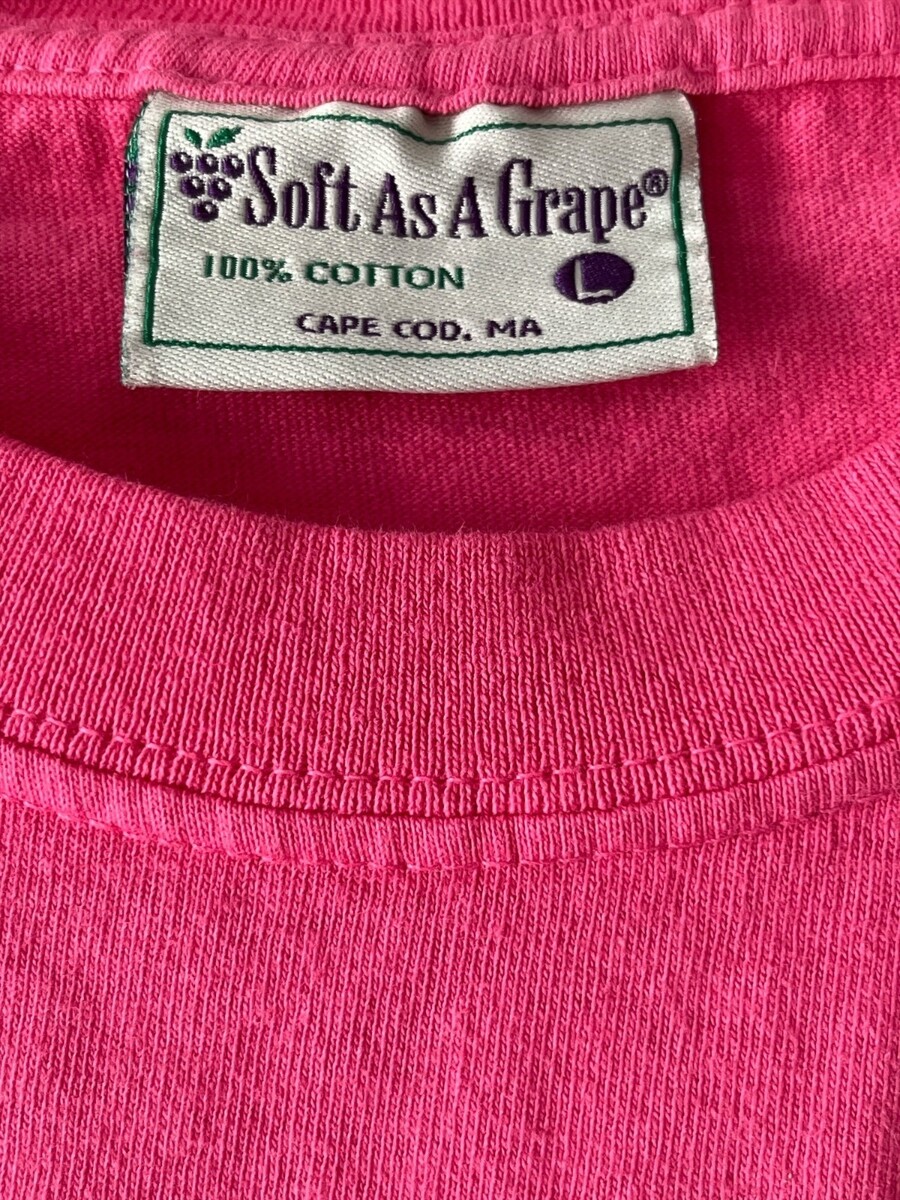 Soft As A Grape®
100% COTTON L
CAPE COD. MA